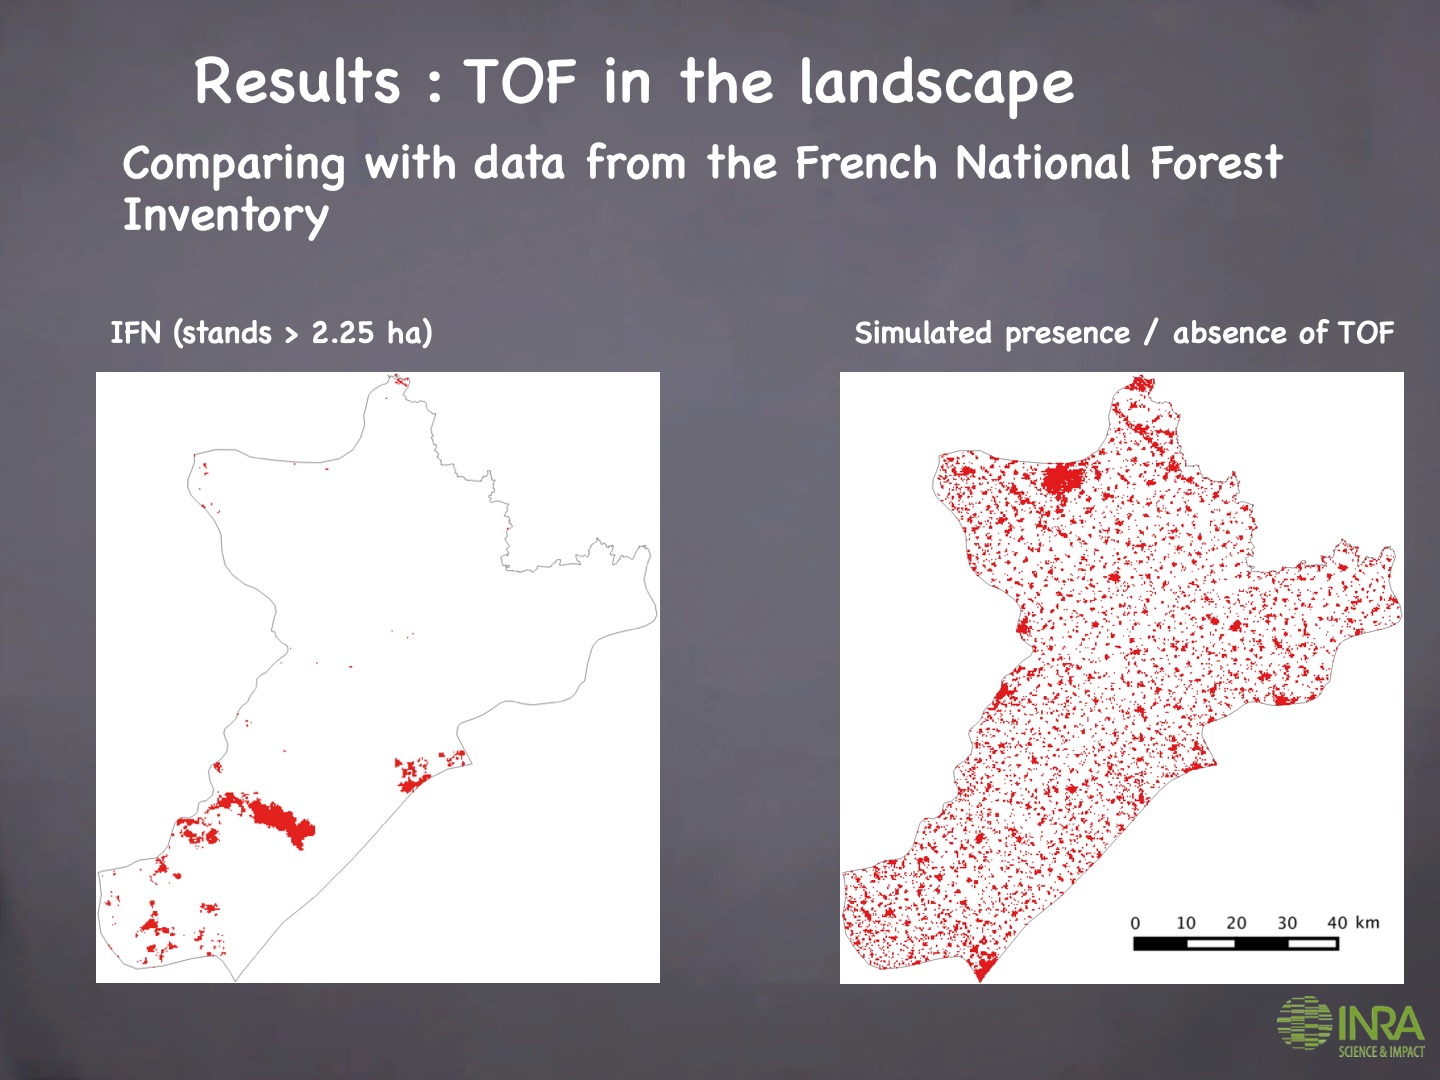 Results : TOF in the landscape
Comparing with data from the French National Forest
Inventory
IFN (stands > 2.25 ha)
Simulated presence / absence of TOF
0 10 20 30 40 km
INRA
SCIENCE & IMPACT